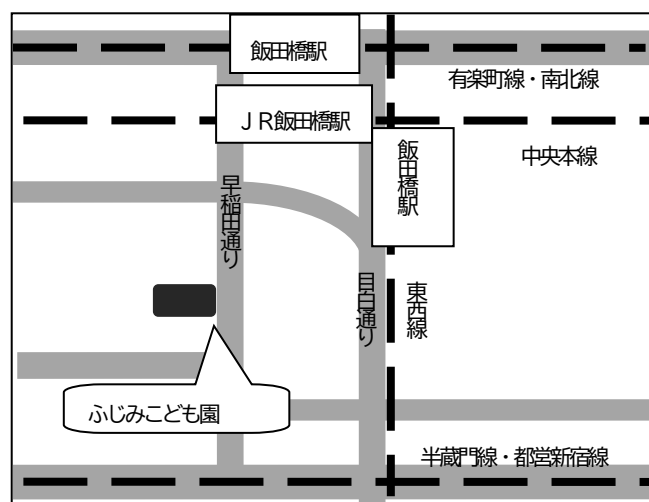 飯田橋駅
有楽町線・南北線
ＪＲ飯田橋駅
飯田橋駅
中央本線
早稲田通り
目白通り
東西線
ふじみこども園
半蔵門線・都営新宿線